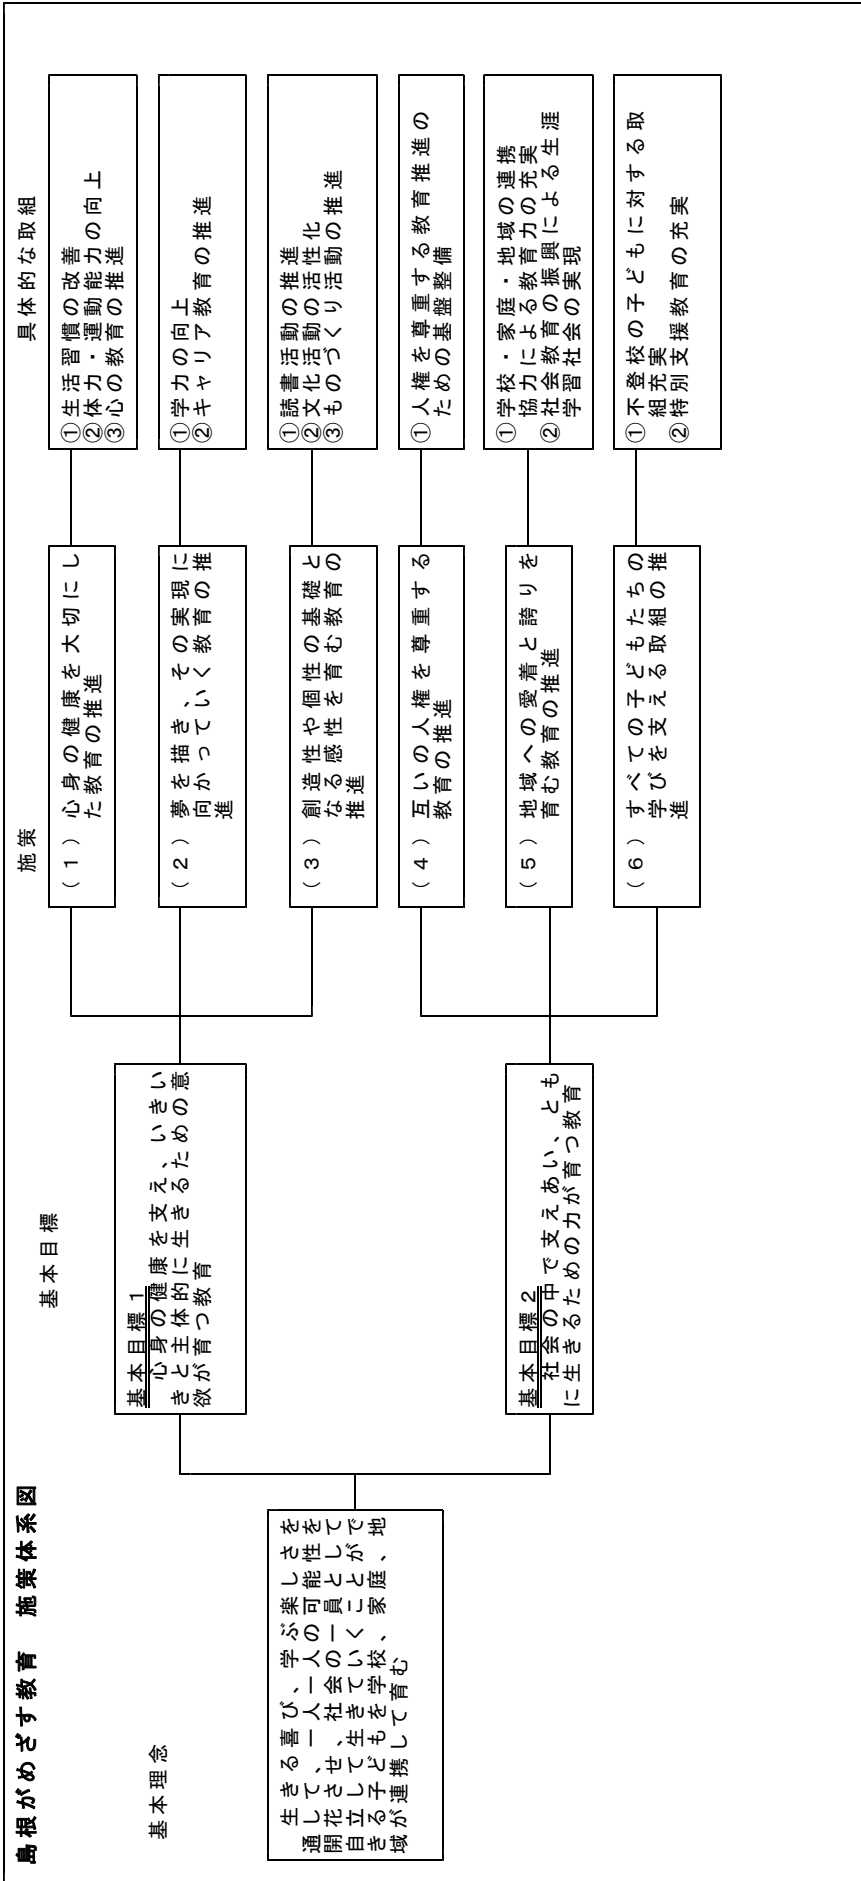 島根がめざす教育 施策体系図
基本理念
生きる喜び、学ぶ楽しさを
通して、一人一人の可能性を
開花させ、社会の一員として
自立して生きていくことがで
きる子どもを学校、家庭、地
域が連携して育む
基本目標
基本目標1
心身の健康を支え、いきい
きと主体的に生きるための意
欲が育つ教育
基本目標2
社会の中で支えあい、とも
に生きるための力が育つ教育
施策
(1) 心身の健康を大切にし
た教育の推進
(2) 夢を描き、その実現に
向かっていく教育の推
進
(3) 創造性や個性の基礎と
なる感性を育む教育の
推進
(4) 互いの人権を尊重する
教育の推進
(5) 地域への愛着と誇りを
育む教育の推進
(6) すべての子どもたちの
学びを支える取組の推
進
具体的な取組
①生活習慣の改善
②体力・運動能力の向上
③心の教育の推進
①学力の向上
②キャリア教育の推進
①読書活動の推進
②文化活動の活性化
③ものづくり活動の推進
①人権を尊重する教育推進の
ための基盤整備
①学校・家庭・地域の連携
協力による教育力の充実
②社会教育の振興による生涯
学習社会の実現
①不登校の子どもに対する取
組充実
②特別支援教育の充実